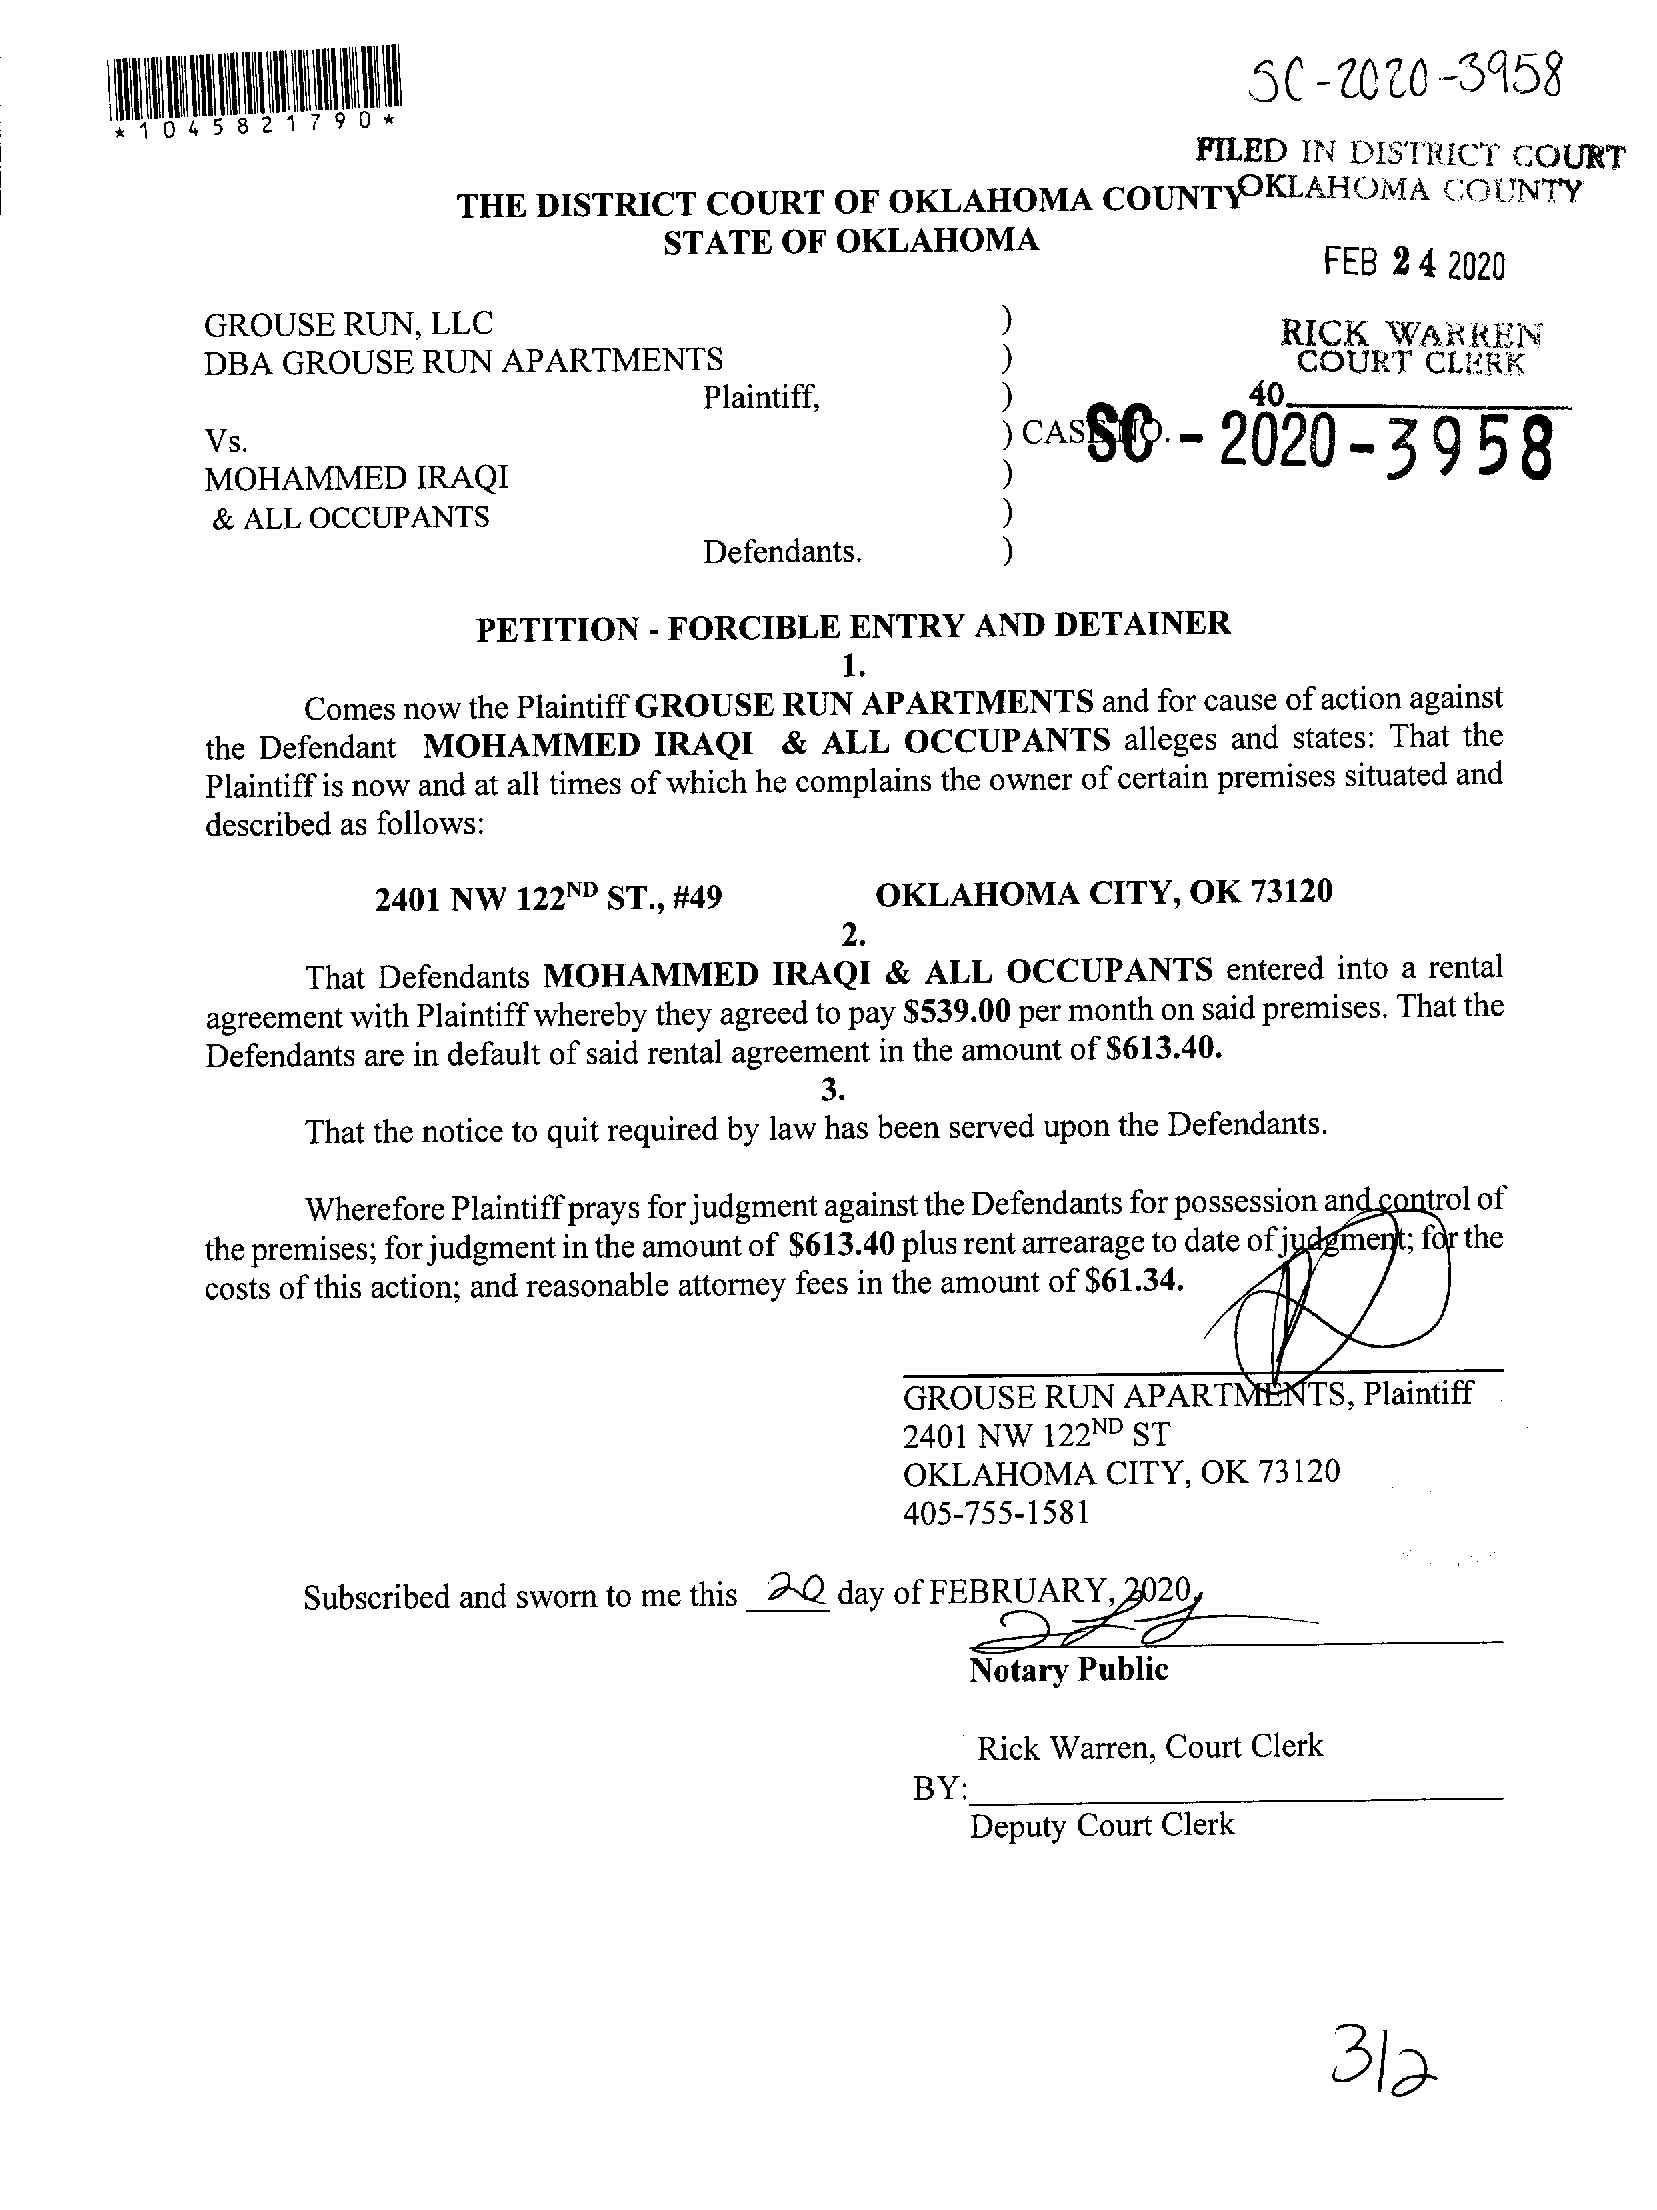 *1045821790*
SC-2020-3958
FILED IN DISTRICT COURT
OKLAHOMA COUNTY
THE DISTRICT COURT OF OKLAHOMA COUNTY
STATE OF OKLAHOMA
FEB 24 2020
GROUSE RUN, LLC )
DBA GROUSE RUN APARTMENTS )
RICK WARREN
COURT CLERK
Plaintiff, )
40
Vs. ) CASE NO. SC - 2020 - 3958
MOHAMMED IRAQI )
& ALL OCCUPANTS )
Defendants. )
PETITION - FORCIBLE ENTRY AND DETAINER
1.
Comes now the Plaintiff GROUSE RUN APARTMENTS and for cause of action against
the Defendant MOHAMMED IRAQI & ALL OCCUPANTS alleges and states: That the
Plaintiff is now and at all times of which he complains the owner of certain premises situated and
described as follows:
2401 NW 122ND ST., #49 OKLAHOMA CITY, OK 73120
2.
That Defendants MOHAMMED IRAQI & ALL OCCUPANTS entered into a rental
agreement with Plaintiff whereby they agreed to pay $539.00 per month on said premises. That the
Defendants are in default of said rental agreement in the amount of $613.40.
3.
That the notice to quit required by law has been served upon the Defendants.
Wherefore Plaintiff prays for judgment against the Defendants for possession and control of
the premises; for judgment in the amount of $613.40 plus rent arrearage to date of judgment; for the
costs of this action; and reasonable attorney fees in the amount of $61.34.
GROUSE RUN APARTMENTS, Plaintiff
2401 NW 122ND ST
OKLAHOMA CITY, OK 73120
405-755-1581
Subscribed and sworn to me this 20 day of FEBRUARY, 2020,
Notary Public
Rick Warren, Court Clerk
BY:
Deputy Court Clerk
3/2